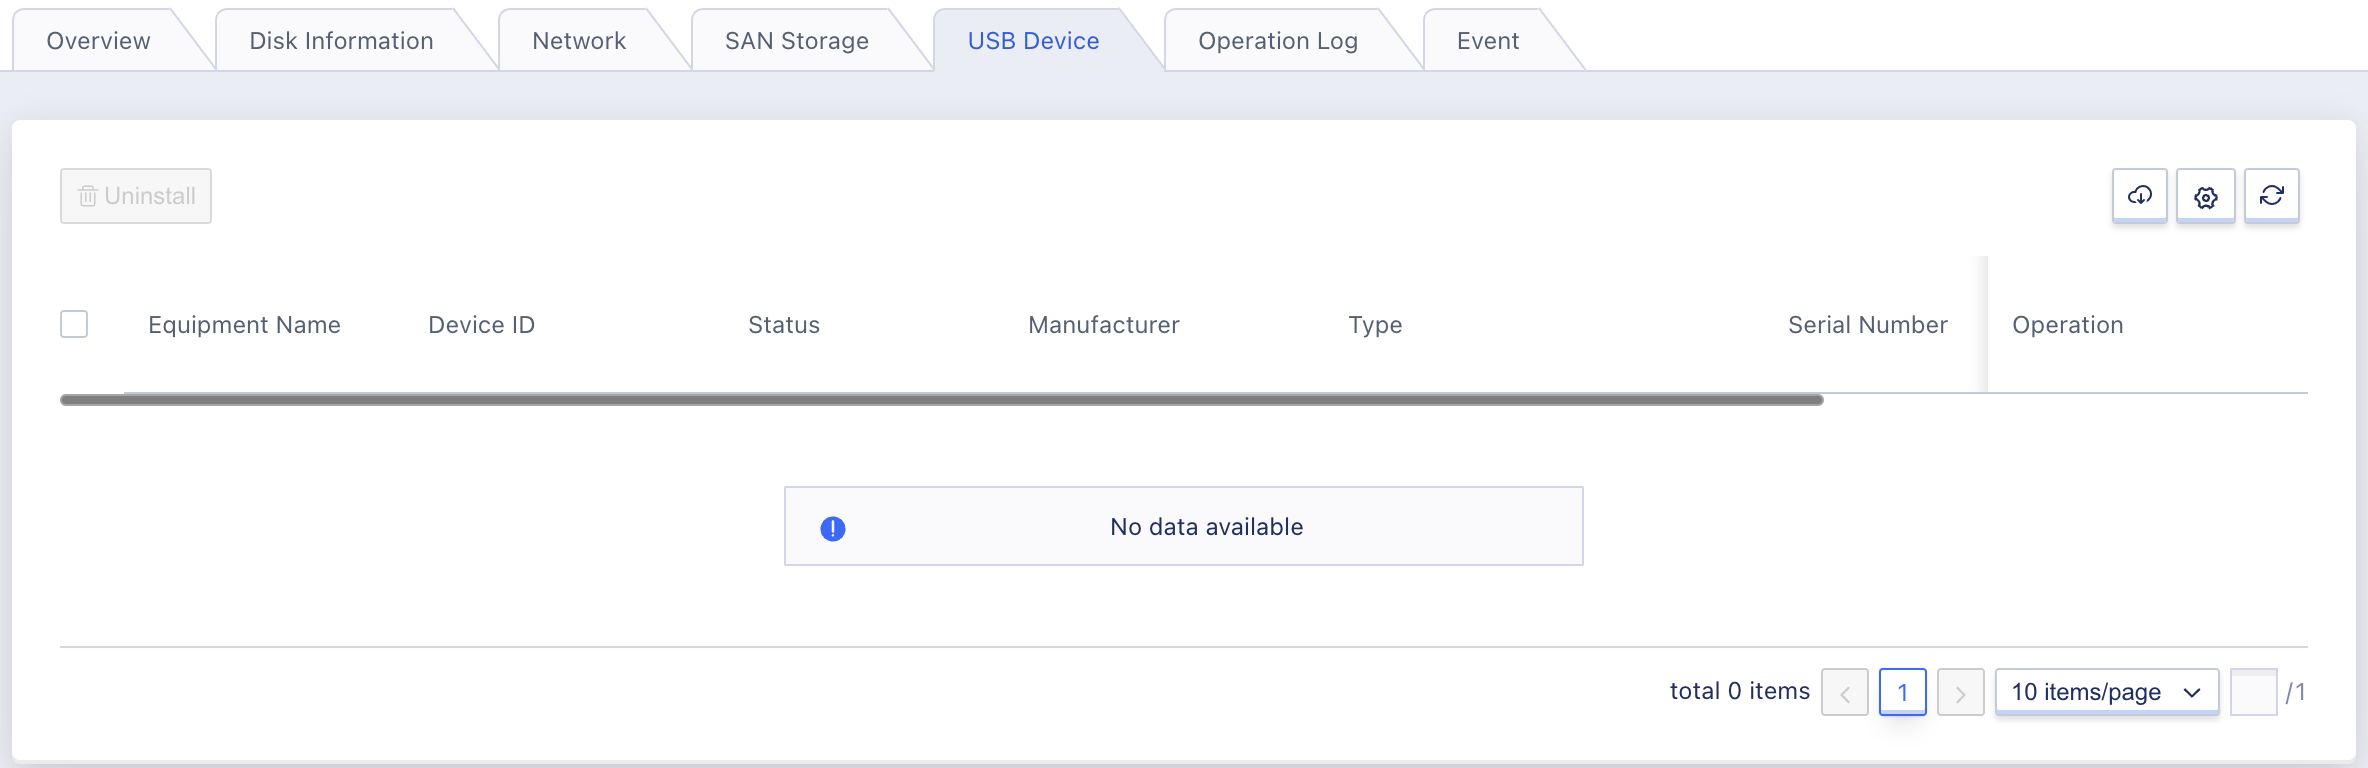 Overview Disk Information Network SAN Storage USB Device Operation Log Event
Uninstall
Equipment Name Device ID Status Manufacturer Type Serial Number Operation
No data available
total 0 items 1 10 items/page /1